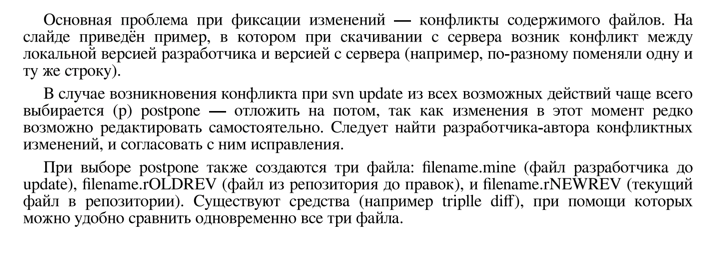 Основная проблема при фиксации изменений — конфликты содержимого файлов. На
слайде приведён пример, в котором при скачивании с сервера возник конфликт между
локальной версией разработчика и версией с сервера (например, по-разному поменяли одну и
ту же строку).
В случае возникновения конфликта при svn update из всех возможных действий чаще всего
выбирается (p) postpone — отложить на потом, так как изменения в этот момент редко
возможно редактировать самостоятельно. Следует найти разработчика-автора конфликтных
изменений, и согласовать с ним исправления.
При выборе postpone также создаются три файла: filename.mine (файл разработчика до
update), filename.rOLDREV (файл из репозитория до правок), и filename.rNEWREV (текущий
файл в репозитории). Существуют средства (например triplle diff), при помощи которых
можно удобно сравнить одновременно все три файла.